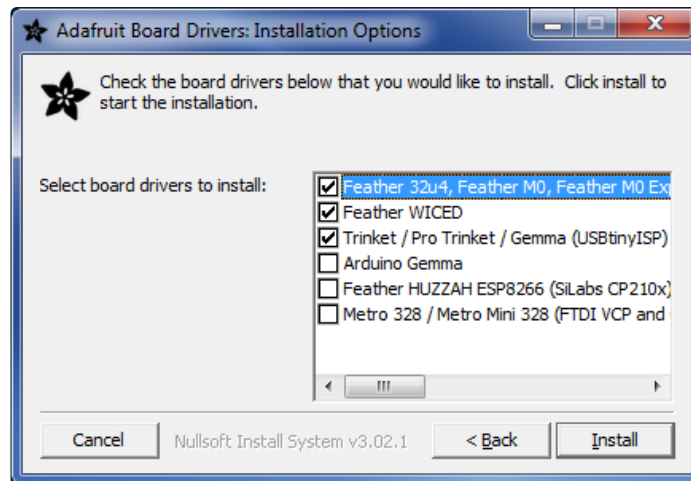 Adafruit Board Drivers: Installation Options
Check the board drivers below that you would like to install. Click install to
start the installation.
Select board drivers to install:
Feather 32u4, Feather M0, Feather M0 Exp
Feather WICED
Trinket / Pro Trinket / Gemma (USBtinyISP)
Arduino Gemma
Feather HUZZAH ESP8266 (SiLabs CP210x)
Metro 328 / Metro Mini 328 (FTDI VCP and
Cancel
Nullsoft Install System v3.02.1
< Back
Install